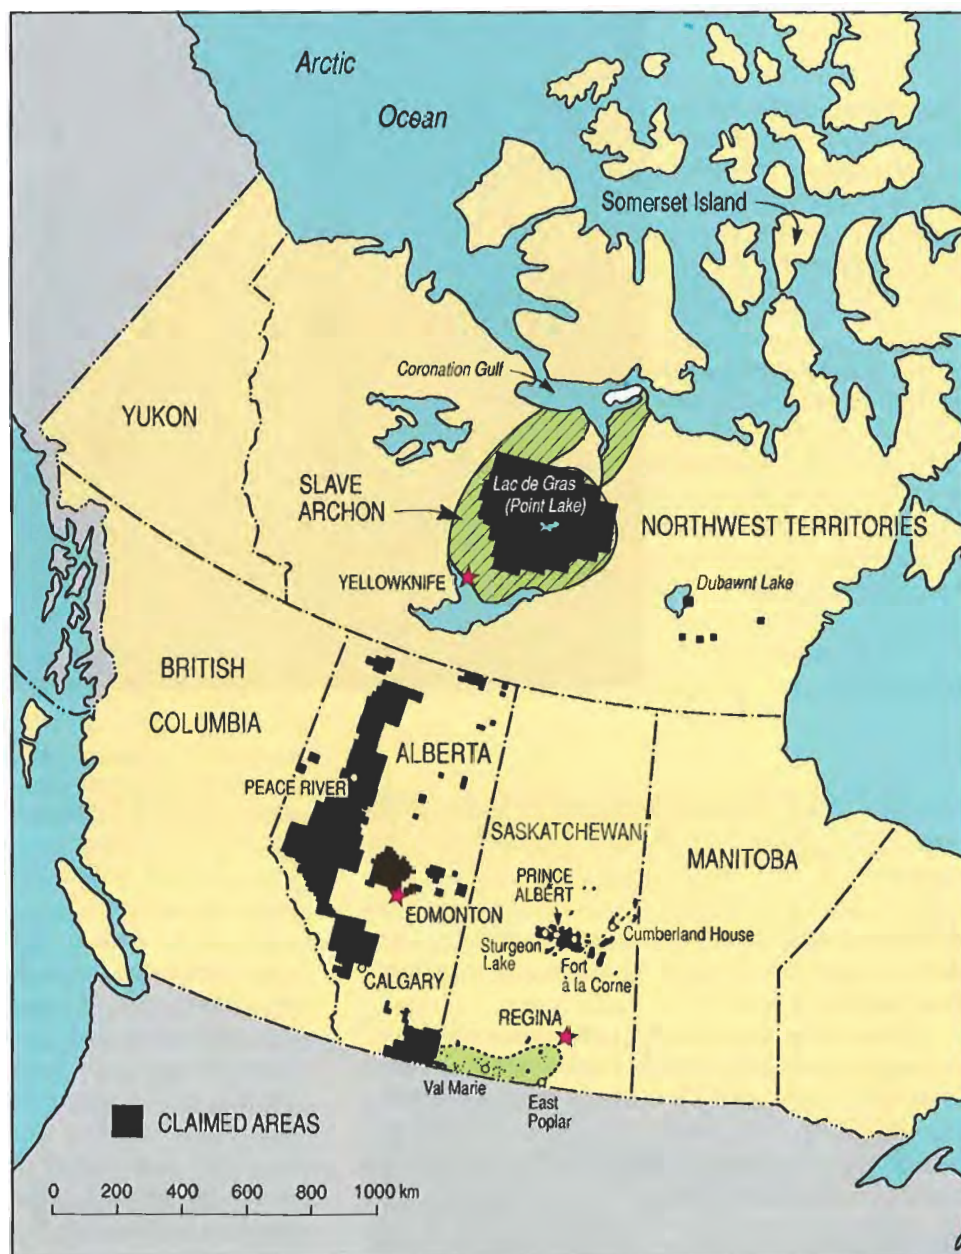 Arctic
Ocean
Somerset Island
Coronation Gulf
YUKON
SLAVE
ARCHON
Lac de Gras
(Point Lake)
NORTHWEST TERRITORIES
YELLOWKNIFE
Dubawnt Lake
BRITISH
COLUMBIA
ALBERTA
PEACE RIVER
SASKATCHEWAN
MANITOBA
PRINCE
ALBERT
EDMONTON
Cumberland House
Sturgeon
Lake
Fort
à la Corne
CALGARY
REGINA
Val Marie
East
Poplar
CLAIMED AREAS
0 200 400 600 800 1000 km